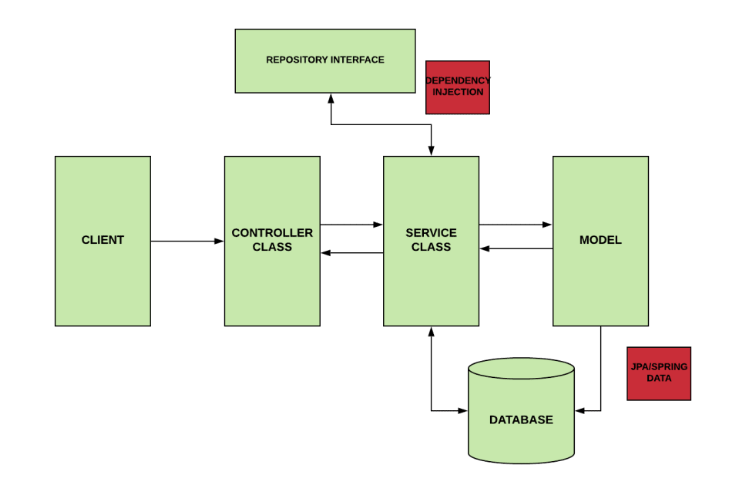 REPOSITORY INTERFACE
DEPENDENCY
INJECTION
CLIENT
CONTROLLER
CLASS
SERVICE
CLASS
MODEL
JPA/SPRING
DATA
DATABASE